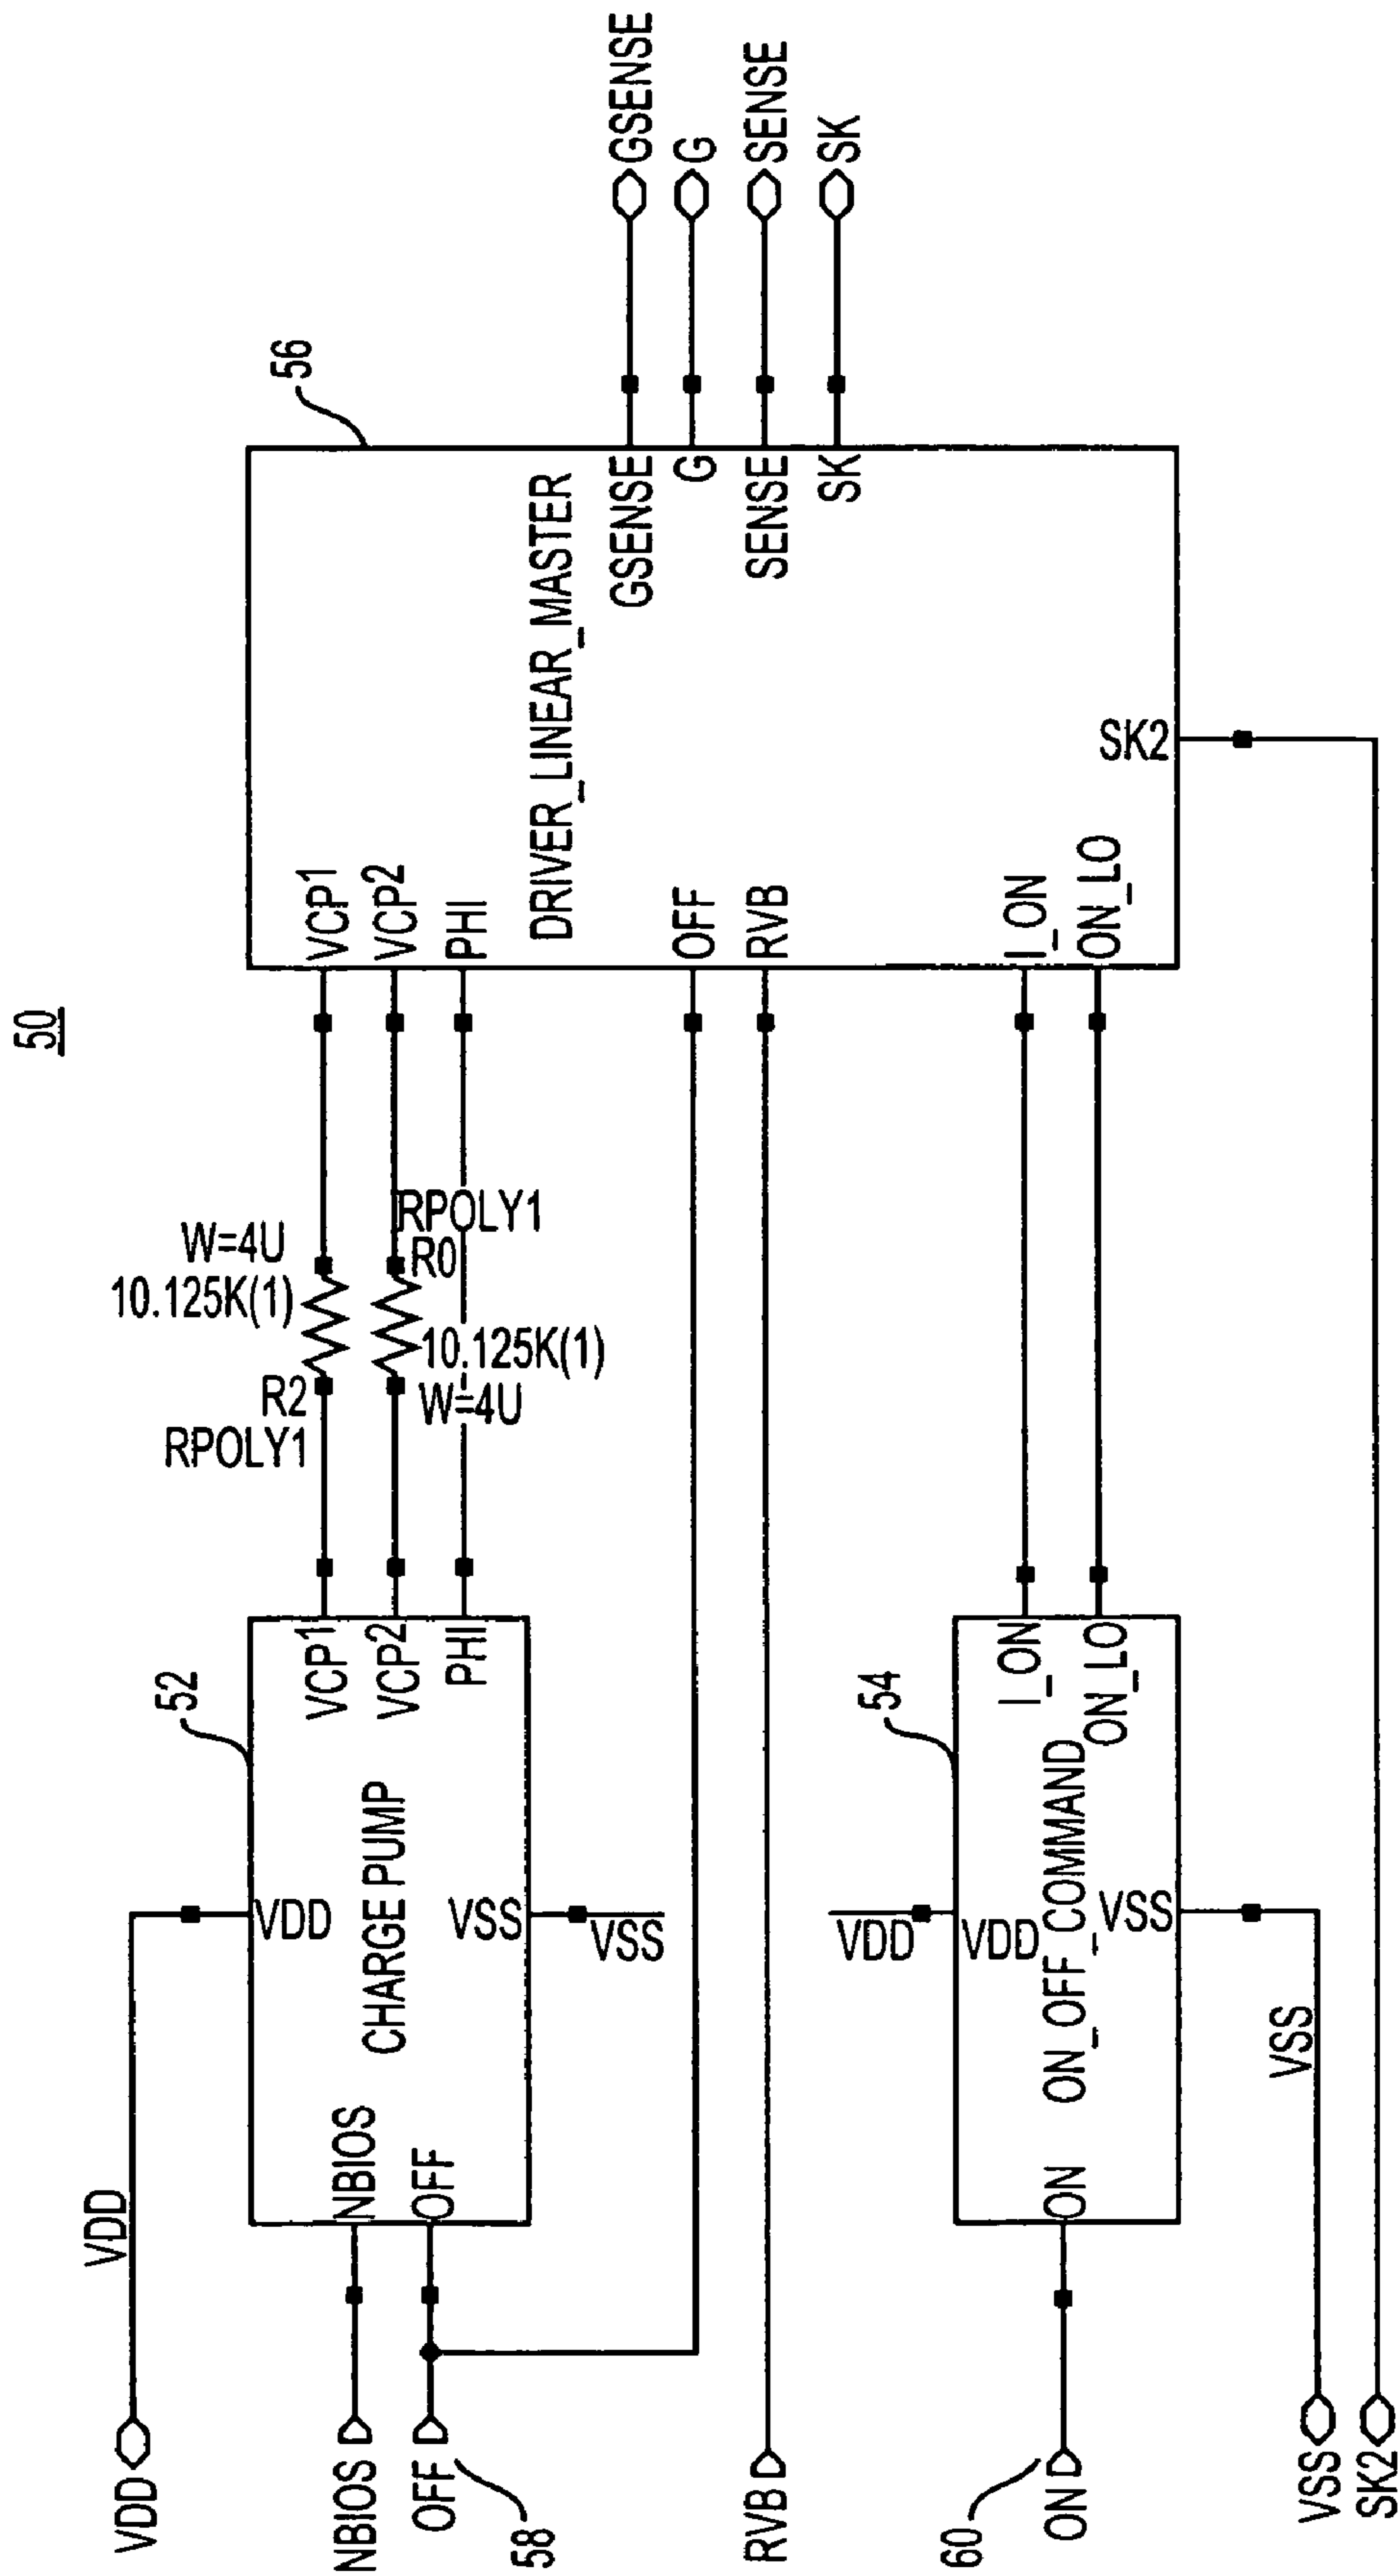 50
VDD
VDD
52
VDD
CHARGE PUMP
VSS
VSS
NBIOS
NBIOS
OFF
OFF
58
VCP1
VCP2
PHI
W=4U
10.125K(1)
R2
RPOLY1
RPOLY1
R0
10.125K(1)
W=4U
56
VCP1
VCP2
PHI
DRIVER_LINEAR_MASTER
OFF
RVB
I_ON
ON_LO
SK2
GSENSE
G
SENSE
SK
GSENSE
G
SENSE
SK
RVB
54
VDD
VDD
ON_OFF_COMMAND
VSS
I_ON
ON_LO
ON
ON
60
VSS
VSS
SK2